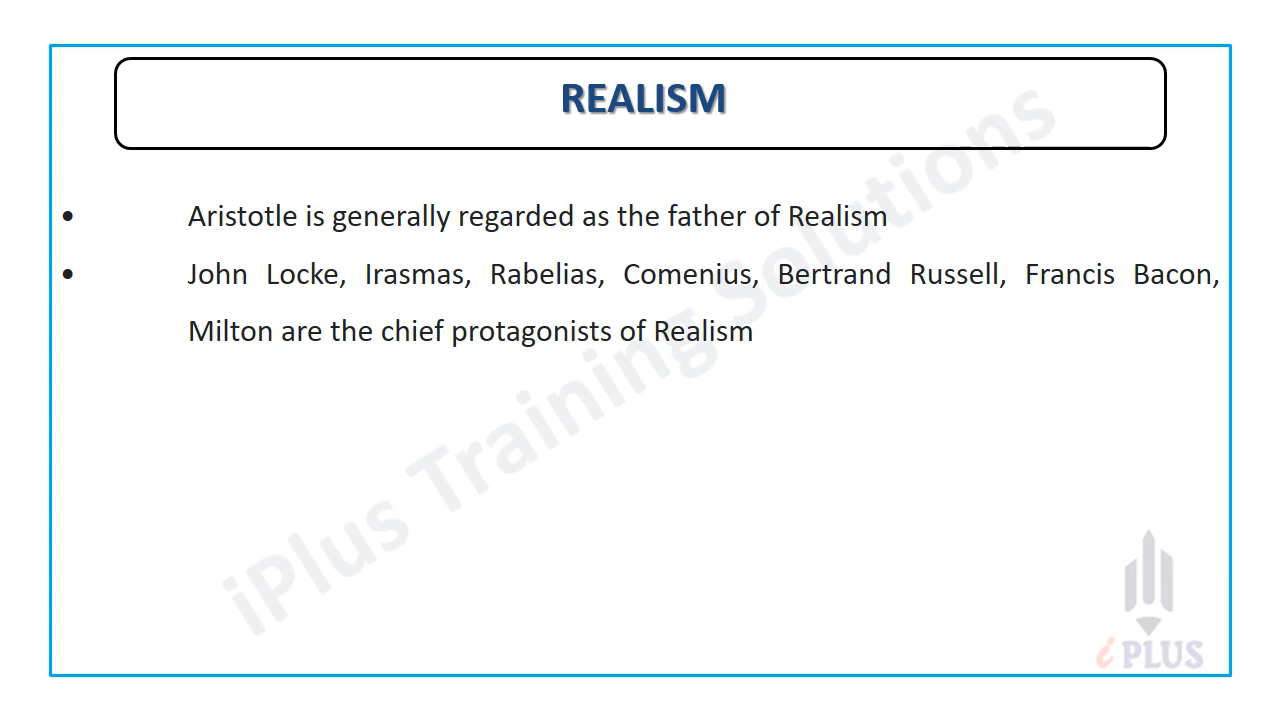 REALISM
• Aristotle is generally regarded as the father of Realism
• John Locke, Irasmas, Rabelias, Comenius, Bertrand Russell, Francis Bacon,
Milton are the chief protagonists of Realism
iPlus Training Solutions
i PLUS